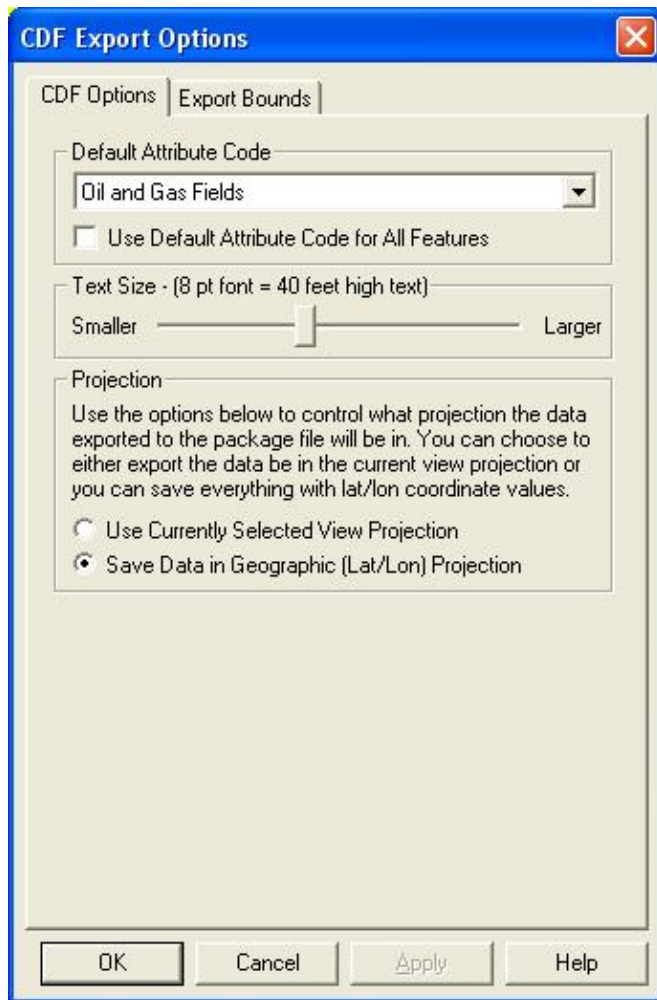 CDF Export Options
CDF Options
Export Bounds
Default Attribute Code
Oil and Gas Fields
Use Default Attribute Code for All Features
Text Size - (8 pt font = 40 feet high text)
Smaller
Larger
Projection
Use the options below to control what projection the data
exported to the package file will be in. You can choose to
either export the data be in the current view projection or
you can save everything with lat/lon coordinate values.
Use Currently Selected View Projection
Save Data in Geographic (Lat/Lon) Projection
OK
Cancel
Apply
Help